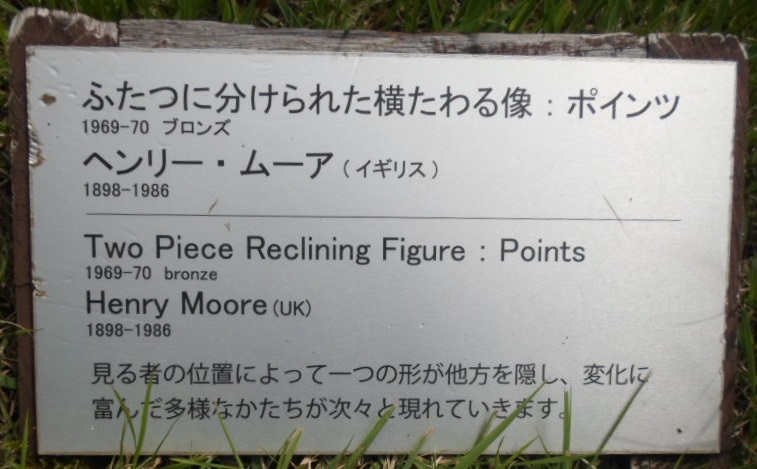 ふたつに分けられた横たわる像：ポインツ
1969-70 ブロンズ
ヘンリー・ムーア（イギリス）
1898-1986
Two Piece Reclining Figure : Points
1969-70 bronze
Henry Moore (UK)
1898-1986
見る者の位置によって一つの形が他方を隠し、変化に
富んだ多様なかたちが次々と現れていきます。